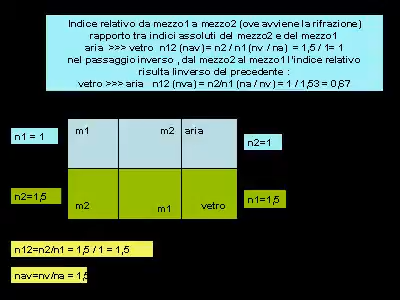 Indice relativo da mezzo1 a mezzo2 (ove avviene la rifrazione)
rapporto tra indici assoluti del mezzo2 e del mezzo1
aria >>> vetro n12 (nav)= n2 / n1 (nv / na) = 1,5 / 1= 1
nel passaggio inverso , dal mezzo2 al mezzo1 l'indice relativo
risulta linverso del precedente :
vetro >>> aria n12 (nva) = n2/n1 (na / nv) = 1 / 1,53 = 0,67
m1 m2 aria
n1 = 1
n2=1
n2=1,5
n1=1,5
m2 m1 vetro
n12=n2/n1 = 1,5 / 1 = 1,5
nav=nv/na = 1,5